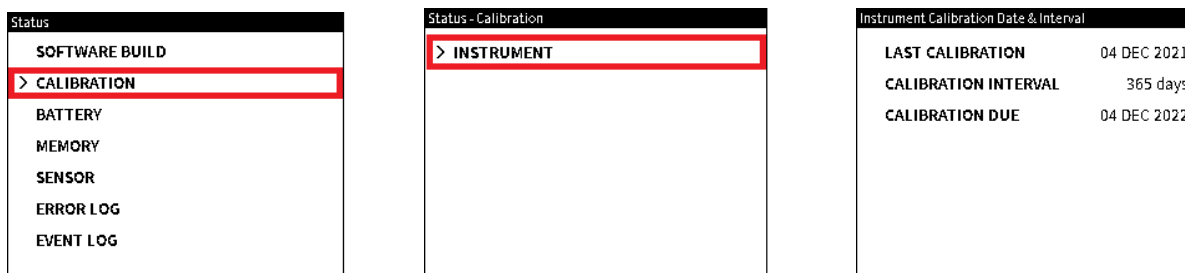 Status
SOFTWARE BUILD
> CALIBRATION
BATTERY
MEMORY
SENSOR
ERROR LOG
EVENT LOG
Status - Calibration
> INSTRUMENT
Instrument Calibration Date & Interval
LAST CALIBRATION 04 DEC 2021
CALIBRATION INTERVAL 365 days
CALIBRATION DUE 04 DEC 2022